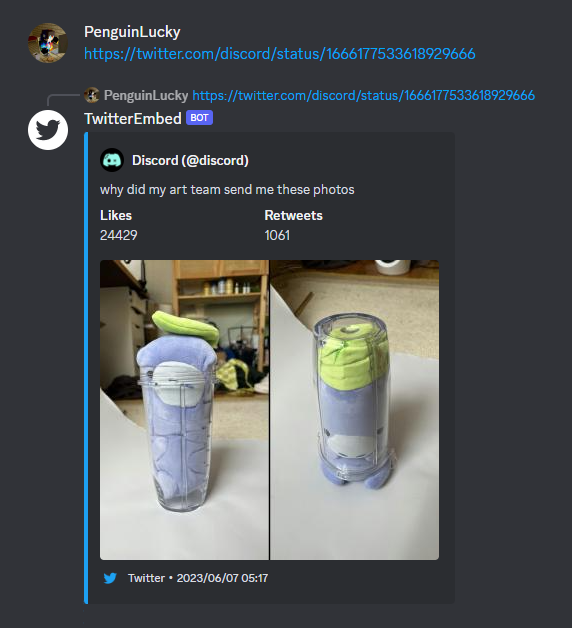 PenguinLucky
https://twitter.com/discord/status/1666177533618929666
PenguinLucky https://twitter.com/discord/status/1666177533618929666
TwitterEmbed BOT
Discord (@discord)
why did my art team send me these photos
Likes Retweets
24429 1061
Twitter • 2023/06/07 05:17